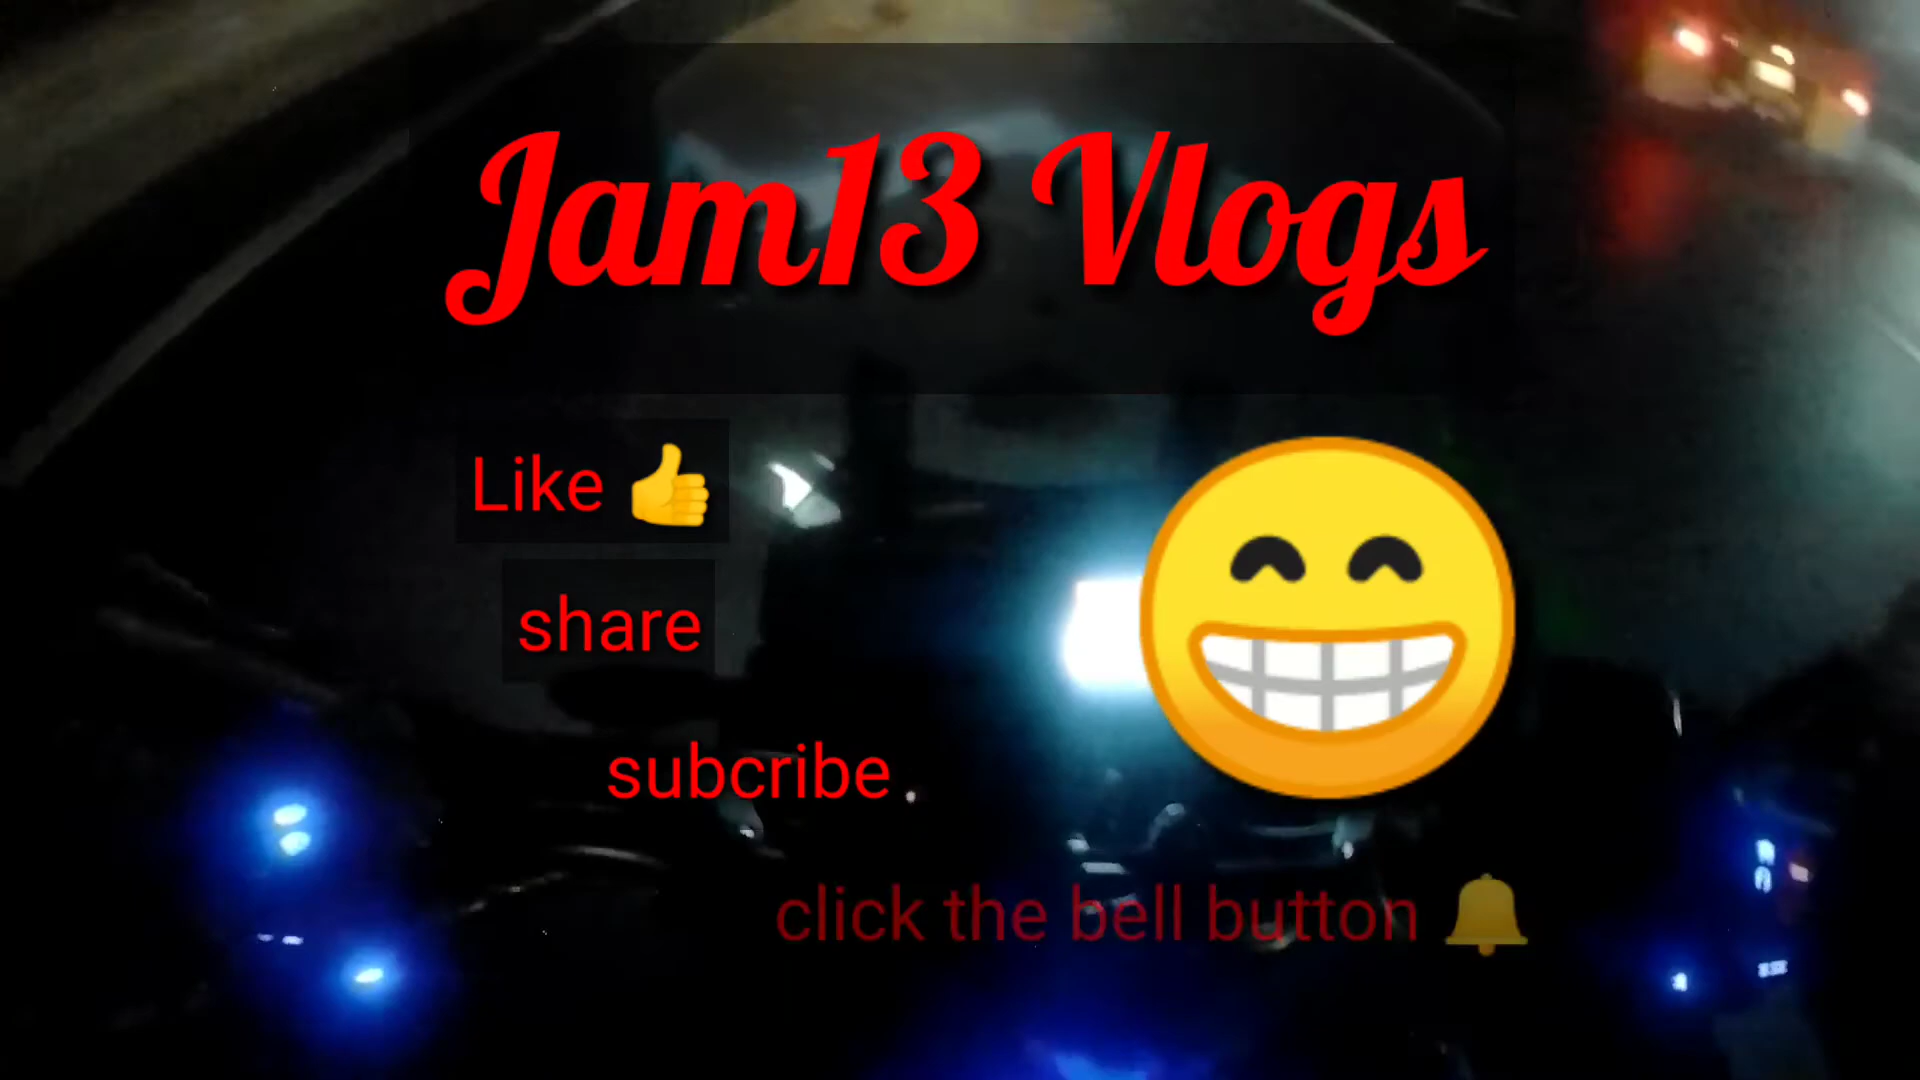 Jam13 Vlogs
Like 👍
share
subcribe
click the bell button 🔔